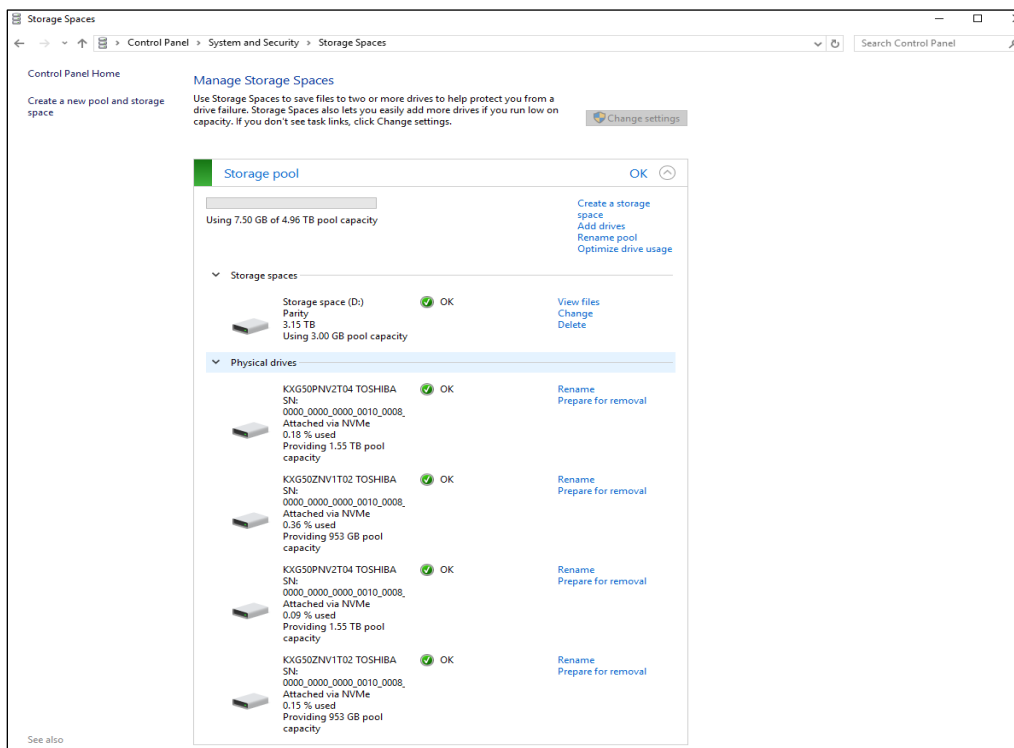 Storage Spaces
Control Panel > System and Security > Storage Spaces
Search Control Panel
Control Panel Home
Create a new pool and storage
space
Manage Storage Spaces
Use Storage Spaces to save files to two or more drives to help protect you from a
drive failure. Storage Spaces also lets you easily add more drives if you run low on
capacity. If you don't see task links, click Change settings.
Change settings
Storage pool
OK
Using 7.50 GB of 4.96 TB pool capacity
Create a storage
space
Add drives
Rename pool
Optimize drive usage
Storage spaces
Storage space (D:)
Parity
3.15 TB
Using 3.00 GB pool capacity
OK
View files
Change
Delete
Physical drives
KXG50PNV2T04 TOSHIBA
SN:
0000_0000_0000_0010_0008_
Attached via NVMe
0.18 % used
Providing 1.55 TB pool
capacity
OK
Rename
Prepare for removal
KXG50ZNV1T02 TOSHIBA
SN:
0000_0000_0000_0010_0008_
Attached via NVMe
0.36 % used
Providing 953 GB pool
capacity
OK
Rename
Prepare for removal
KXG50PNV2T04 TOSHIBA
SN:
0000_0000_0000_0010_0008_
Attached via NVMe
0.09 % used
Providing 1.55 TB pool
capacity
OK
Rename
Prepare for removal
KXG50ZNV1T02 TOSHIBA
SN:
0000_0000_0000_0010_0008_
Attached via NVMe
0.15 % used
Providing 953 GB pool
capacity
OK
Rename
Prepare for removal
See also